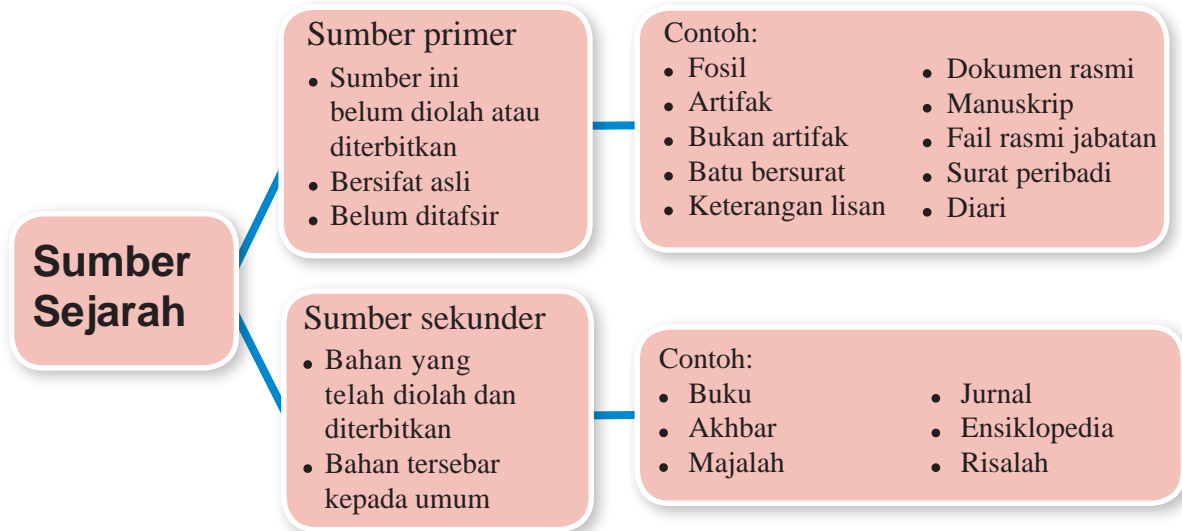 Sumber
Sejarah
Sumber primer
• Sumber ini
belum diolah atau
diterbitkan
• Bersifat asli
• Belum ditafsir
Contoh:
• Fosil
• Artifak
• Bukan artifak
• Batu bersurat
• Keterangan lisan
• Dokumen rasmi
• Manuskrip
• Fail rasmi jabatan
• Surat peribadi
• Diari
Sumber sekunder
• Bahan yang
telah diolah dan
diterbitkan
• Bahan tersebar
kepada umum
Contoh:
• Buku
• Akhbar
• Majalah
• Jurnal
• Ensiklopedia
• Risalah